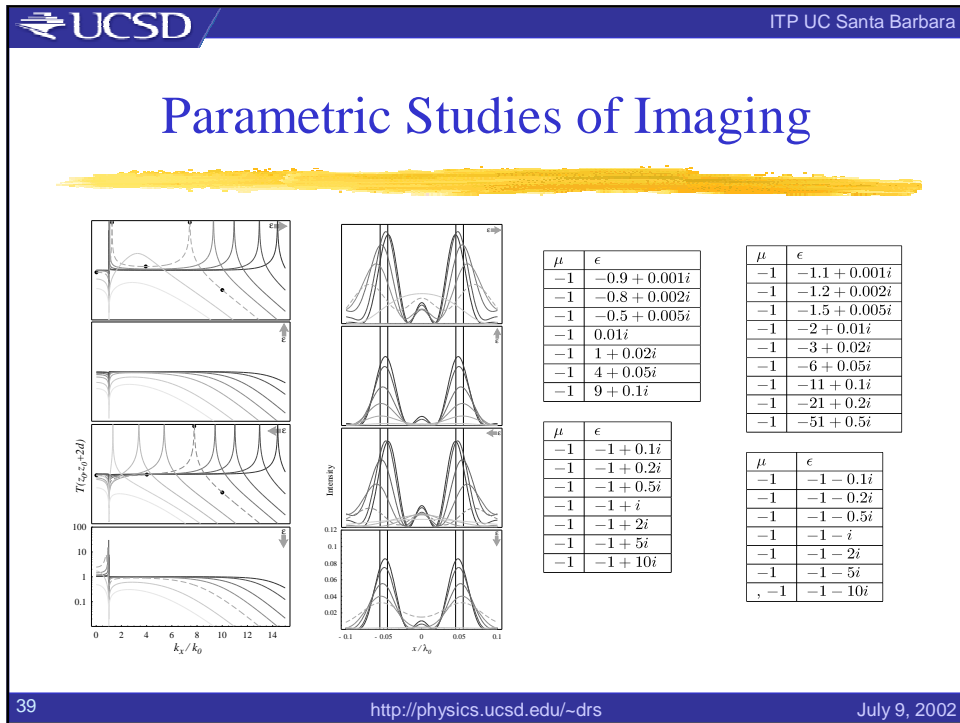 UCSD
ITP UC Santa Barbara
Parametric Studies of Imaging
ε
ε
ε
T(z₀,z₀+2d)
100
10
1
0.1
ε
0 2 4 6 8 10 12 14
kₓ / k₀
ε
ε
ε
Intensity
0.12
0.1
0.08
0.06
0.04
0.02
ε
- 0.1 - 0.05 0 0.05 0.1
x / λ₀
μ ϵ
−1 −0.9 + 0.001i
−1 −0.8 + 0.002i
−1 −0.5 + 0.005i
−1 0.01i
−1 1 + 0.02i
−1 4 + 0.05i
−1 9 + 0.1i
μ ϵ
−1 −1 + 0.1i
−1 −1 + 0.2i
−1 −1 + 0.5i
−1 −1 + i
−1 −1 + 2i
−1 −1 + 5i
−1 −1 + 10i
μ ϵ
−1 −1.1 + 0.001i
−1 −1.2 + 0.002i
−1 −1.5 + 0.005i
−1 −2 + 0.01i
−1 −3 + 0.02i
−1 −6 + 0.05i
−1 −11 + 0.1i
−1 −21 + 0.2i
−1 −51 + 0.5i
μ ϵ
−1 −1 − 0.1i
−1 −1 − 0.2i
−1 −1 − 0.5i
−1 −1 − i
−1 −1 − 2i
−1 −1 − 5i
, −1 −1 − 10i
39
http://physics.ucsd.edu/~drs
July 9, 2002